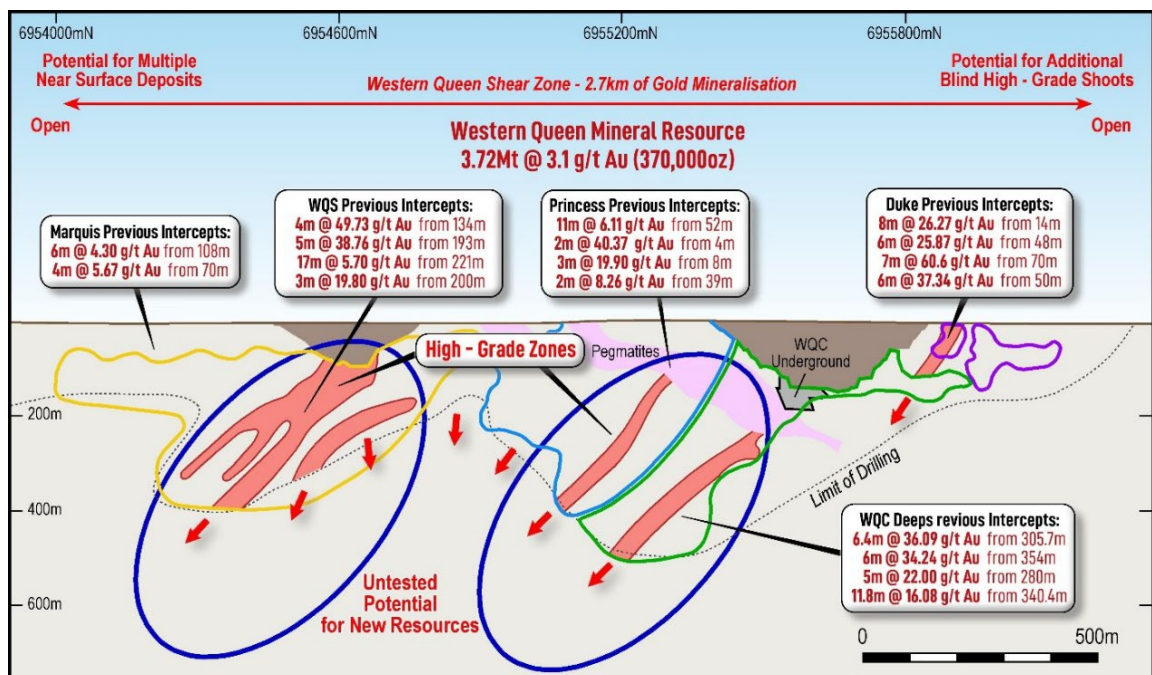 6954000mN
6954600mN
6955200mN
6955800mN
Potential for Multiple
Near Surface Deposits
Potential for Additional
Blind High - Grade Shoots
Western Queen Shear Zone - 2.7km of Gold Mineralisation
Open
Open
Western Queen Mineral Resource
3.72Mt @ 3.1 g/t Au (370,000oz)
Marquis Previous Intercepts:
6m @ 4.30 g/t Au from 108m
4m @ 5.67 g/t Au from 70m
WQS Previous Intercepts:
4m @ 49.73 g/t Au from 134m
5m @ 38.76 g/t Au from 193m
17m @ 5.70 g/t Au from 221m
3m @ 19.80 g/t Au from 200m
Princess Previous Intercepts:
11m @ 6.11 g/t Au from 52m
2m @ 40.37 g/t Au from 4m
3m @ 19.90 g/t Au from 8m
2m @ 8.26 g/t Au from 39m
Duke Previous Intercepts:
8m @ 26.27 g/t Au from 14m
6m @ 25.87 g/t Au from 48m
7m @ 60.6 g/t Au from 70m
6m @ 37.34 g/t Au from 50m
High - Grade Zones
Pegmatites
WQC
Underground
200m
400m
600m
Limit of Drilling
WQC Deeps revious Intercepts:
6.4m @ 36.09 g/t Au from 305.7m
6m @ 34.24 g/t Au from 354m
5m @ 22.00 g/t Au from 280m
11.8m @ 16.08 g/t Au from 340.4m
Untested
Potential
for New Resources
0
500m